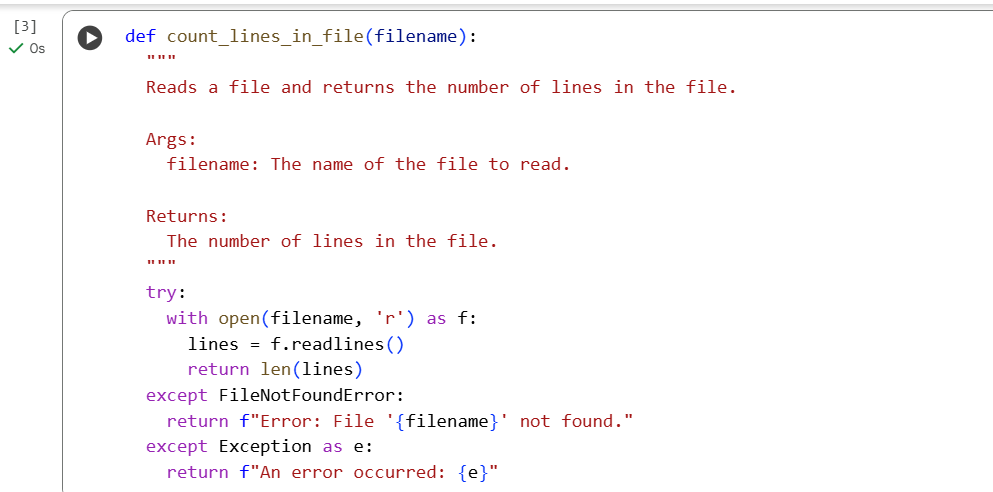 [3]
0s
def count_lines_in_file(filename):
  """
  Reads a file and returns the number of lines in the file.

  Args:
    filename: The name of the file to read.

  Returns:
    The number of lines in the file.
  """
  try:
    with open(filename, 'r') as f:
      lines = f.readlines()
      return len(lines)
  except FileNotFoundError:
    return f"Error: File '{filename}' not found."
  except Exception as e:
    return f"An error occurred: {e}"